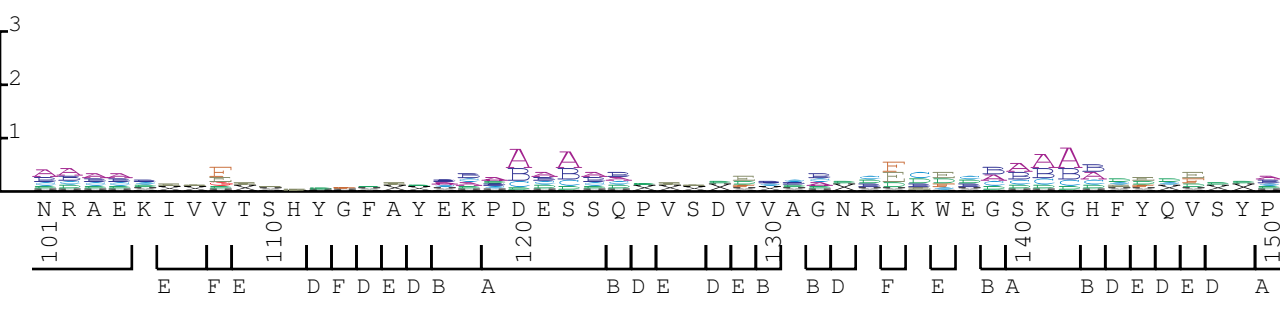 3
2
1
N R A E K I V V T S H Y G F A Y E K P D E S S Q P V S D V V A G N R L K W E G S K G H F Y Q V S Y P
101 110 120 130 140 150
E F E D F D E D B A B D E D E B B D F E B A B D E D E D A